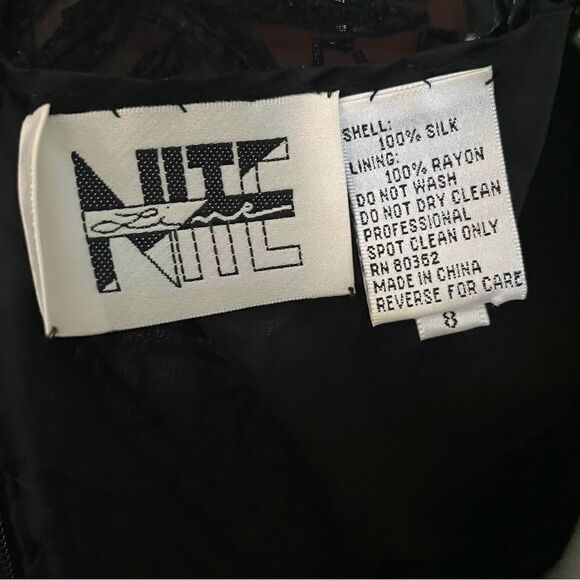 NITE
Line
SHELL:
100% SILK
LINING:
100% RAYON
DO NOT WASH
DO NOT DRY CLEAN
PROFESSIONAL
SPOT CLEAN ONLY
RN 80362
MADE IN CHINA
REVERSE FOR CARE
8